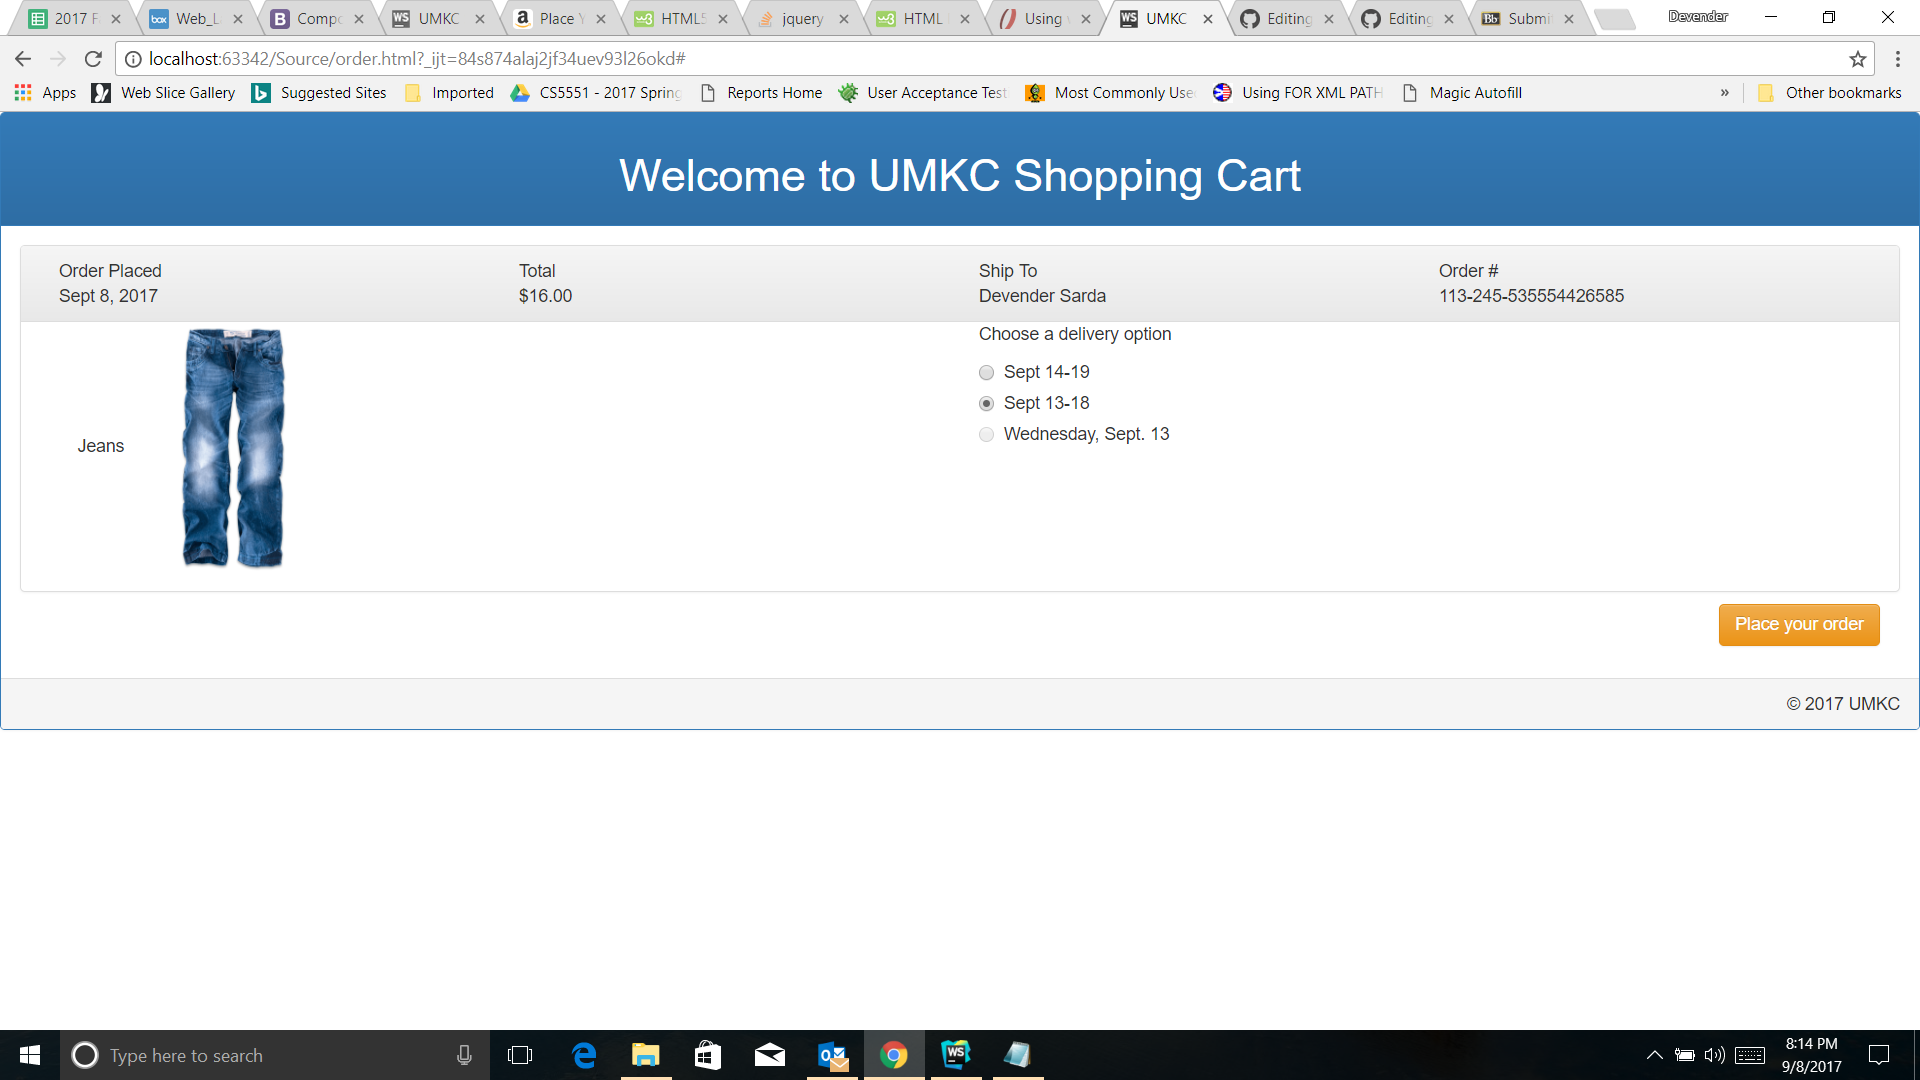 2017 F
Web_L
Compo
UMKC
Place Y
HTML5
jquery
HTML
Using
UMKC
Editing
Editing
Submi
Devender
localhost:63342/Source/order.html?_ijt=84s874alaj2jf34uev93l26okd#
Apps
Web Slice Gallery
Suggested Sites
Imported
CS5551 - 2017 Spring
Reports Home
User Acceptance Test
Most Commonly Use
Using FOR XML PATH
Magic Autofill
»
Other bookmarks
Welcome to UMKC Shopping Cart
Order Placed
Sept 8, 2017
Total
$16.00
Ship To
Devender Sarda
Order #
113-245-535554426585
Jeans
Choose a delivery option
Sept 14-19
Sept 13-18
Wednesday, Sept. 13
Place your order
© 2017 UMKC
Type here to search
8:14 PM
9/8/2017